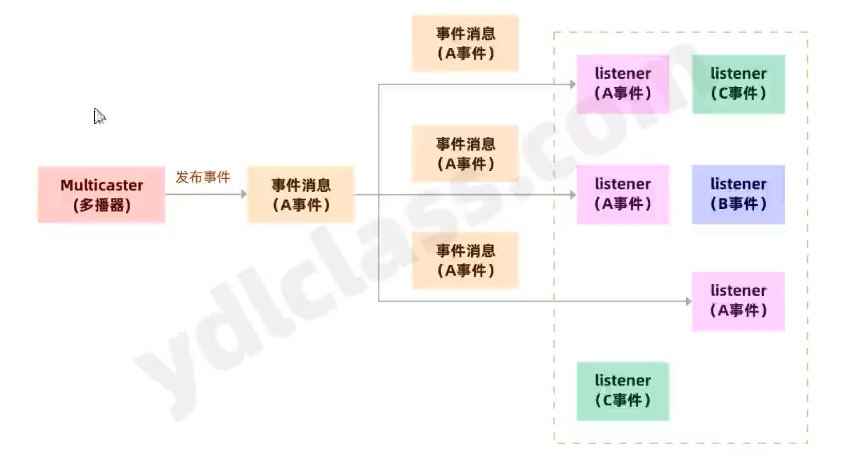 事件消息
（A事件）
listener
（A事件）
listener
（C事件）
Multicaster
(多播器)
发布事件
事件消息
（A事件）
事件消息
（A事件）
listener
（A事件）
listener
（B事件）
事件消息
（A事件）
listener
（A事件）
listener
（C事件）
ydlclass.com